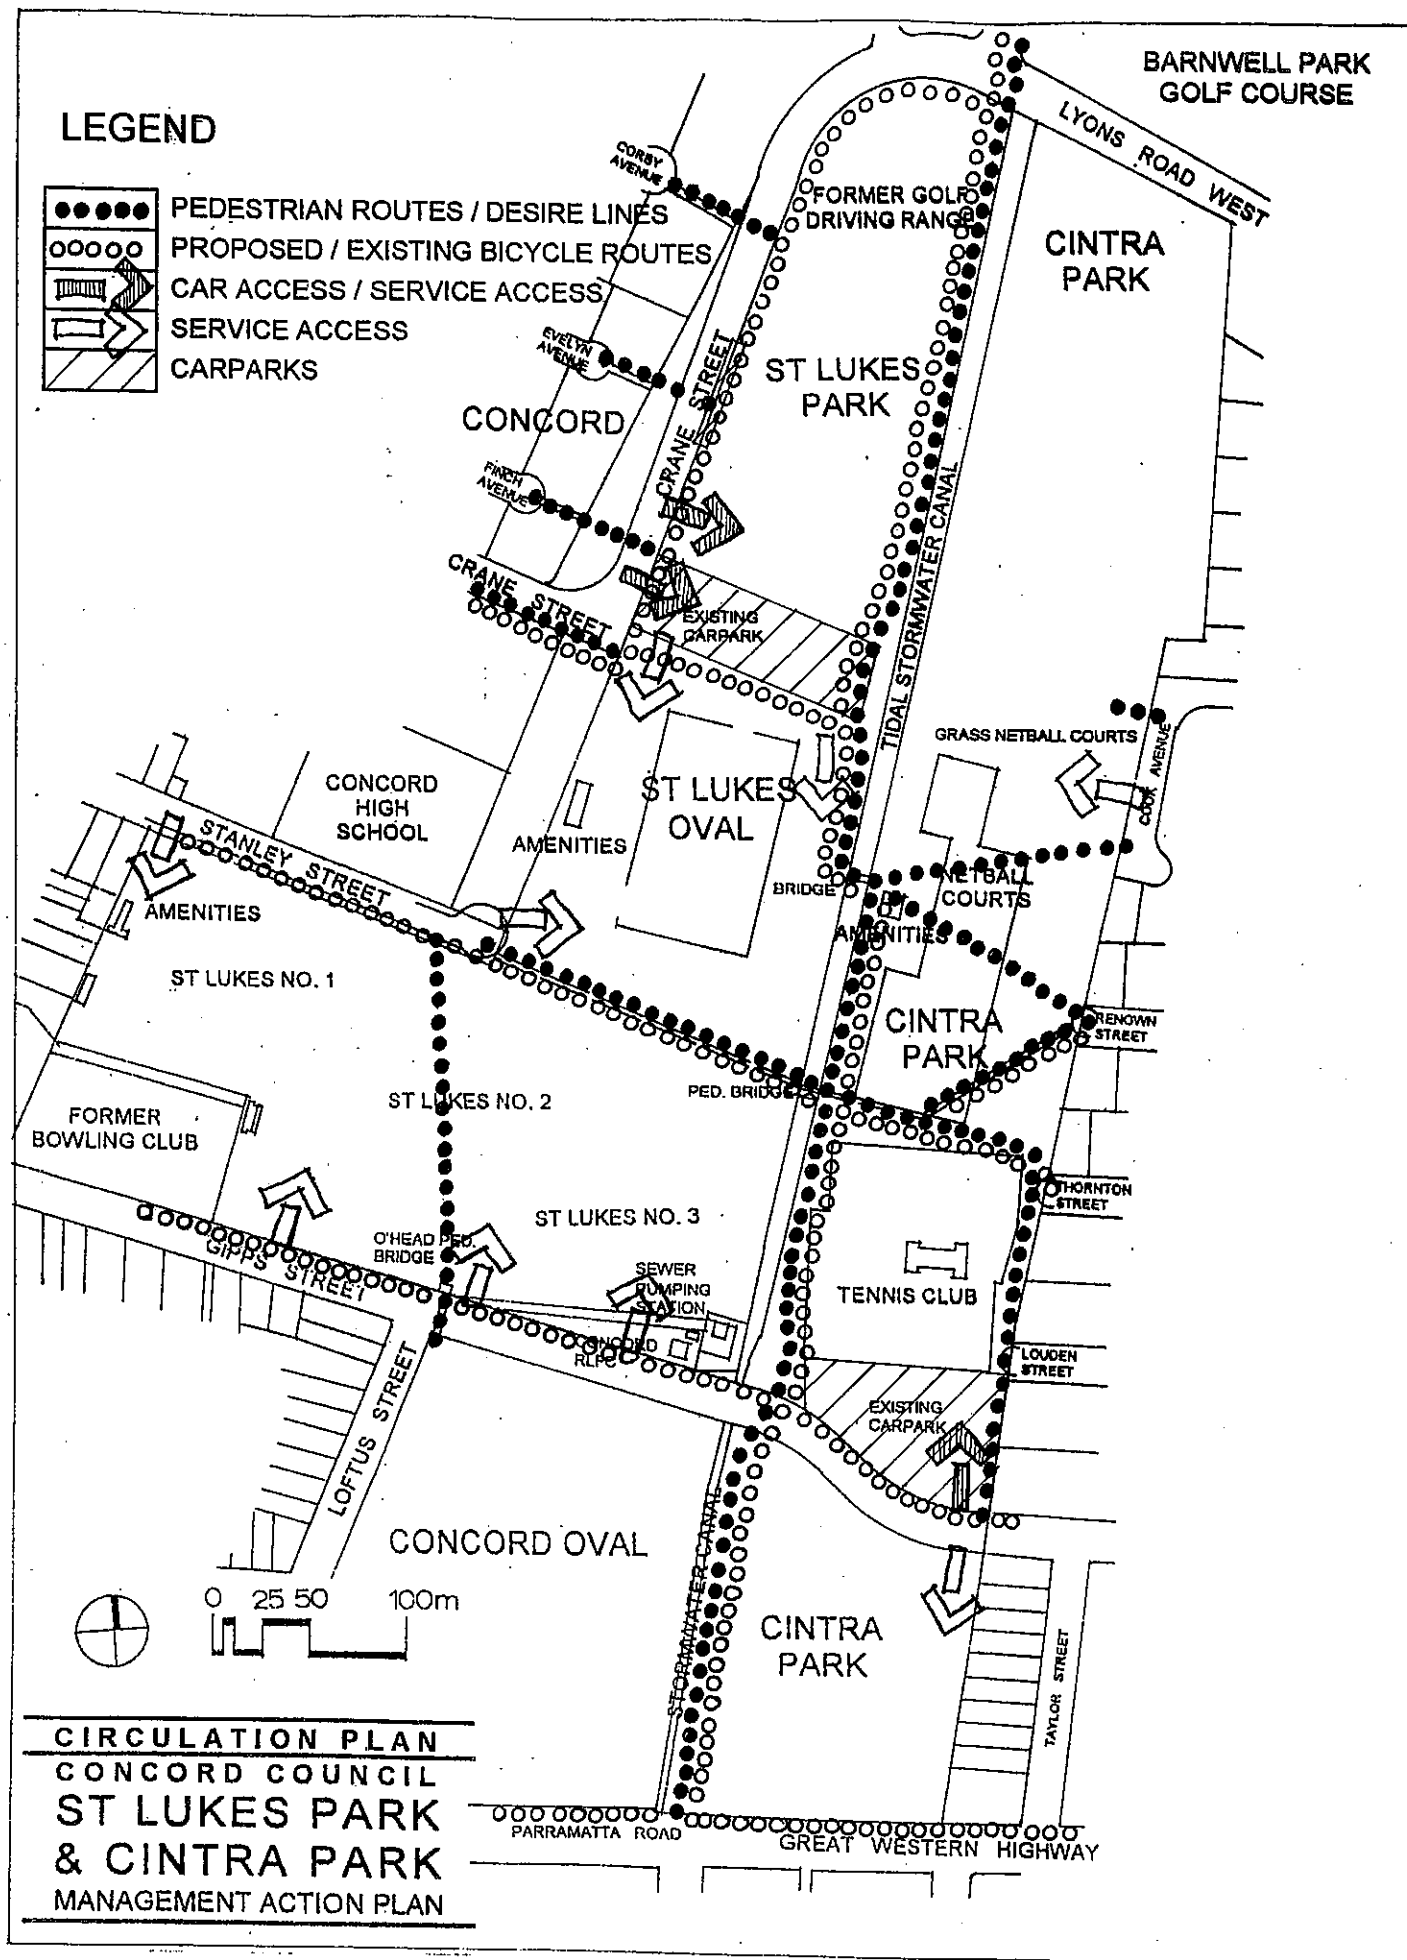 BARNWELL PARK
GOLF COURSE
LYONS ROAD WEST
LEGEND
PEDESTRIAN ROUTES / DESIRE LINES
PROPOSED / EXISTING BICYCLE ROUTES
CAR ACCESS / SERVICE ACCESS
SERVICE ACCESS
CARPARKS
CORBY
AVENUE
FORMER GOLF
DRIVING RANGE
CINTRA
PARK
EVELYN
AVENUE
CRANE STREET
ST LUKES
PARK
CONCORD
FINCH
AVENUE
TIDAL STORMWATER CANAL
CRANE STREET
EXISTING
CARPARK
GRASS NETBALL COURTS
COOK AVENUE
CONCORD
HIGH
SCHOOL
ST LUKES
OVAL
AMENITIES
STANLEY STREET
AMENITIES
BRIDGE
NETBALL
COURTS
AMENITIES
ST LUKES NO. 1
CINTRA
PARK
RENOWN
STREET
PED. BRIDGE
ST LUKES NO. 2
FORMER
BOWLING CLUB
THORNTON
STREET
ST LUKES NO. 3
O'HEAD PED.
BRIDGE
GIPPS STREET
SEWER
PUMPING
STATION
TENNIS CLUB
CONCORD
RLFC
LOUDEN
STREET
EXISTING
CARPARK
LOFTUS STREET
CONCORD OVAL
STORMWATER CANAL
0 25 50 100m
CINTRA
PARK
TAYLOR STREET
CIRCULATION PLAN
CONCORD COUNCIL
ST LUKES PARK
& CINTRA PARK
MANAGEMENT ACTION PLAN
PARRAMATTA ROAD
GREAT WESTERN HIGHWAY